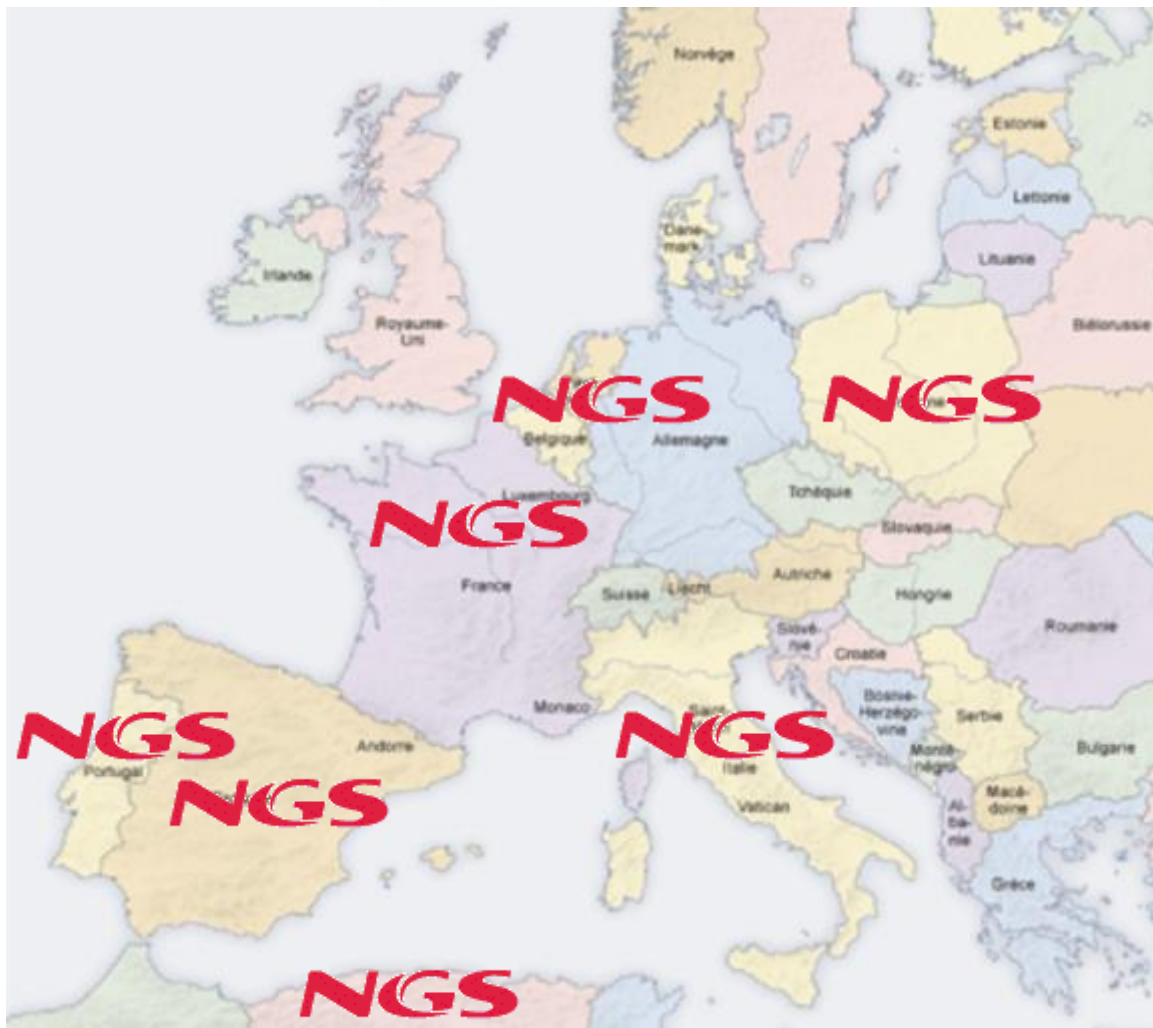 Norvège
Estonie
Lettonie
Lituanie
Dane-
mark
Irlande
Royaume-
Uni
Biélorussie
NGS
NGS
Belgique
Allemagne
Tchéquie
Luxembourg
NGS
Slovaquie
Autriche
France
Suisse
Liecht
Hongrie
Roumanie
Slové-
nie
Croatie
Bosnie-
Herzégo-
vine
Monaco
Serbie
NGS
Andorre
NGS
Bulgarie
Monté-
négro
Portugal
Italie
NGS
Macé-
doine
Vatican
Al-
ba-
nie
Grèce
NGS